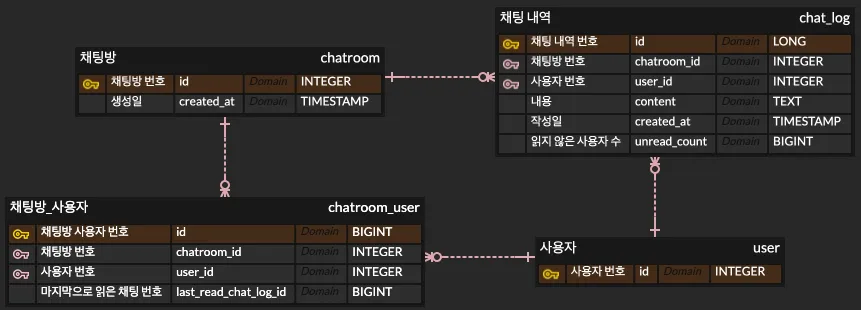 채팅방 chatroom
채팅방 번호 id Domain INTEGER
생성일 created_at Domain TIMESTAMP
채팅 내역 chat_log
채팅 내역 번호 id Domain LONG
채팅방 번호 chatroom_id Domain INTEGER
사용자 번호 user_id Domain INTEGER
내용 content Domain TEXT
작성일 created_at Domain TIMESTAMP
읽지 않은 사용자 수 unread_count Domain BIGINT
채팅방_사용자 chatroom_user
채팅방 사용자 번호 id Domain BIGINT
채팅방 번호 chatroom_id Domain INTEGER
사용자 번호 user_id Domain INTEGER
마지막으로 읽은 채팅 번호 last_read_chat_log_id Domain BIGINT
사용자 user
사용자 번호 id Domain INTEGER